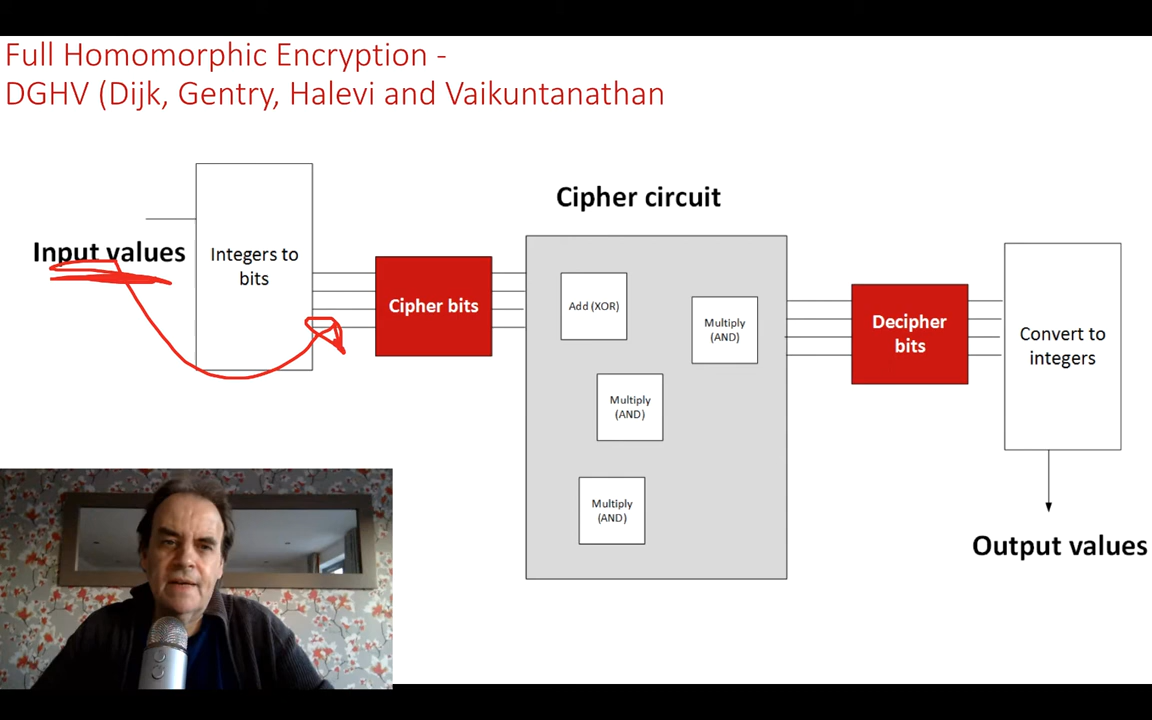 Full Homomorphic Encryption -
DGHV (Dijk, Gentry, Halevi and Vaikuntanathan
Cipher circuit
Input values
Integers to
bits
Cipher bits
Add (XOR)
Multiply
(AND)
Multiply
(AND)
Multiply
(AND)
Decipher
bits
Convert to
integers
Output values